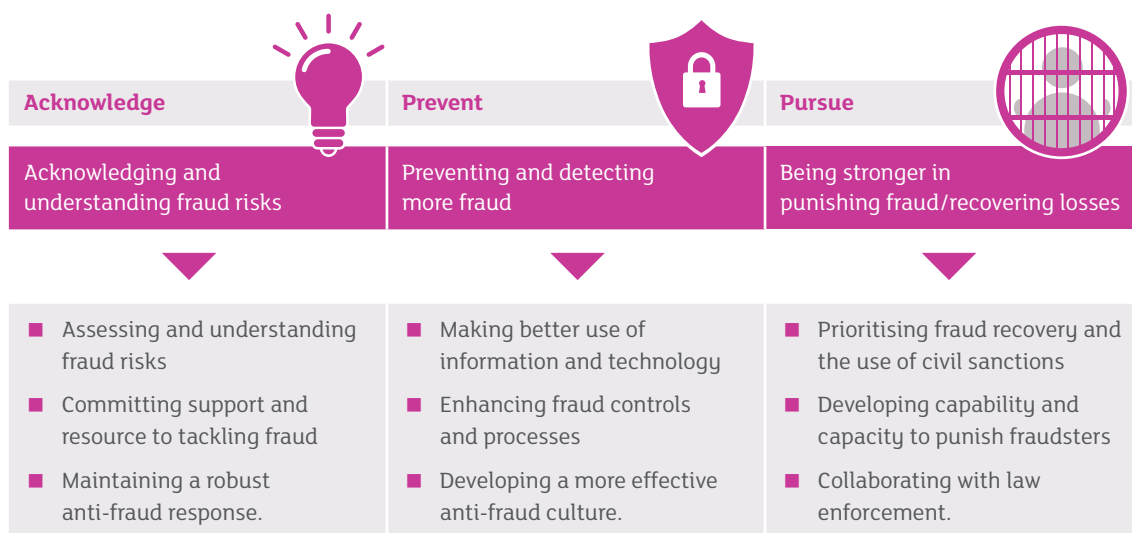 Acknowledge
Prevent
Pursue
Acknowledging and
understanding fraud risks
Preventing and detecting
more fraud
Being stronger in
punishing fraud/recovering losses
Assessing and understanding
fraud risks
Committing support and
resource to tackling fraud
Maintaining a robust
anti-fraud response.
Making better use of
information and technology
Enhancing fraud controls
and processes
Developing a more effective
anti-fraud culture.
Prioritising fraud recovery and
the use of civil sanctions
Developing capability and
capacity to punish fraudsters
Collaborating with law
enforcement.